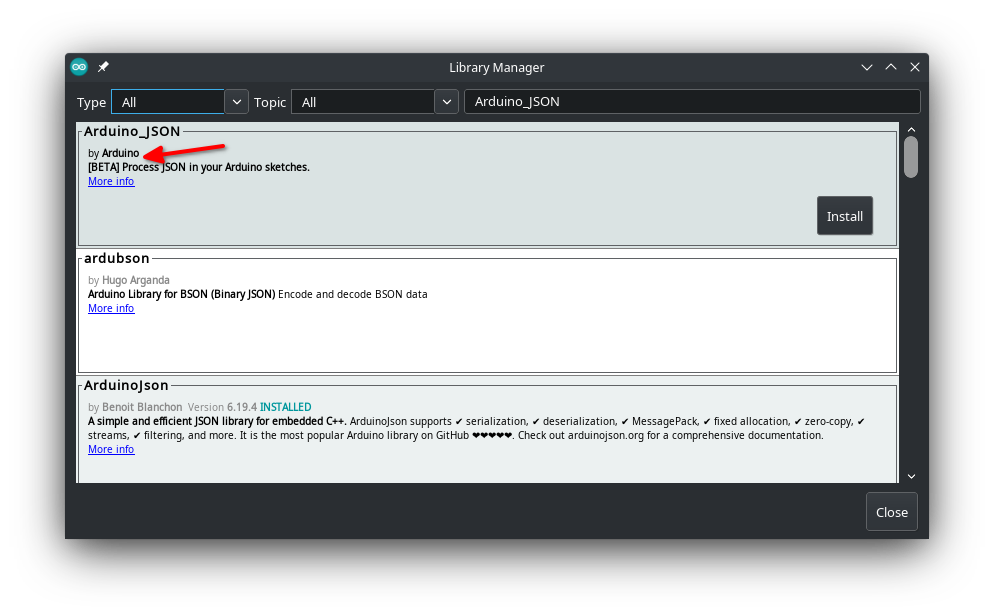 Library Manager
Type All Topic All Arduino_JSON
Arduino_JSON
by Arduino
[BETA] Process JSON in your Arduino sketches.
More info
Install
ardubson
by Hugo Arganda
Arduino Library for BSON (Binary JSON) Encode and decode BSON data
More info
ArduinoJson
by Benoit Blanchon Version 6.19.4 INSTALLED
A simple and efficient JSON library for embedded C++. ArduinoJson supports ✔ serialization, ✔ deserialization, ✔ MessagePack, ✔ fixed allocation, ✔ zero-copy, ✔
streams, ✔ filtering, and more. It is the most popular Arduino library on GitHub ❤❤❤❤❤. Check out arduinojson.org for a comprehensive documentation.
More info
Close